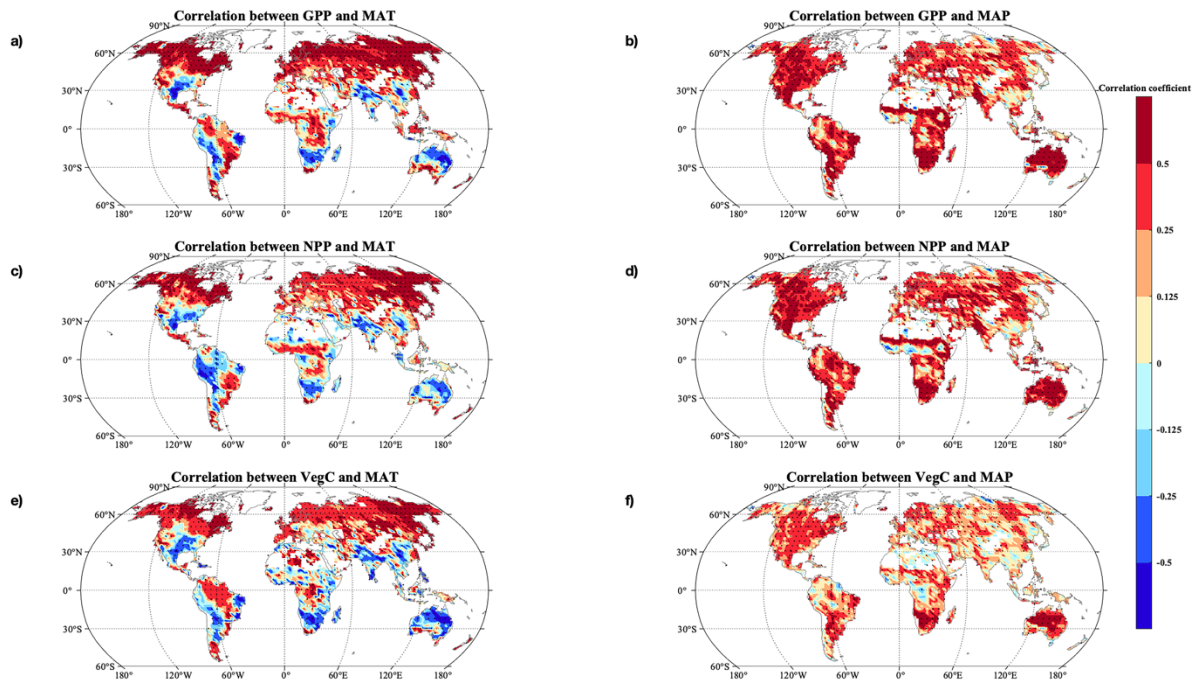 Correlation between GPP and MAT
a)
90°N
60°N
30°N
0°
30°S
60°S
180° 120°W 60°W 0° 60°E 120°E 180°
Correlation between GPP and MAP
b)
90°N
60°N
30°N
0°
30°S
60°S
180° 120°W 60°W 0° 60°E 120°E 180°
Correlation between NPP and MAT
c)
90°N
60°N
30°N
0°
30°S
60°S
180° 120°W 60°W 0° 60°E 120°E 180°
Correlation between NPP and MAP
d)
90°N
60°N
30°N
0°
30°S
60°S
180° 120°W 60°W 0° 60°E 120°E 180°
Correlation between VegC and MAT
e)
90°N
60°N
30°N
0°
30°S
60°S
180° 120°W 60°W 0° 60°E 120°E 180°
Correlation between VegC and MAP
f)
90°N
60°N
30°N
0°
30°S
60°S
180° 120°W 60°W 0° 60°E 120°E 180°
Correlation coefficient
0.5
0.25
0.125
0
-0.125
-0.25
-0.5